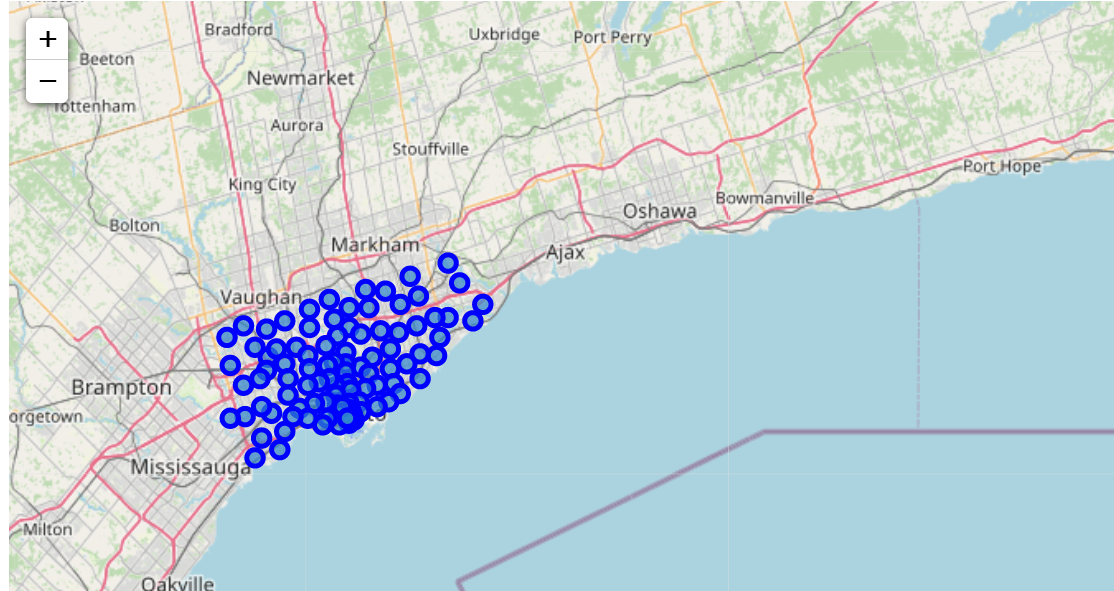 +
−
Bradford
Uxbridge
Port Perry
Beeton
Newmarket
Tottenham
Aurora
Stouffville
Port Hope
King City
Bowmanville
Oshawa
Bolton
Markham
Ajax
Vaughan
Brampton
orgetown
to
Mississauga
Milton
Oakville